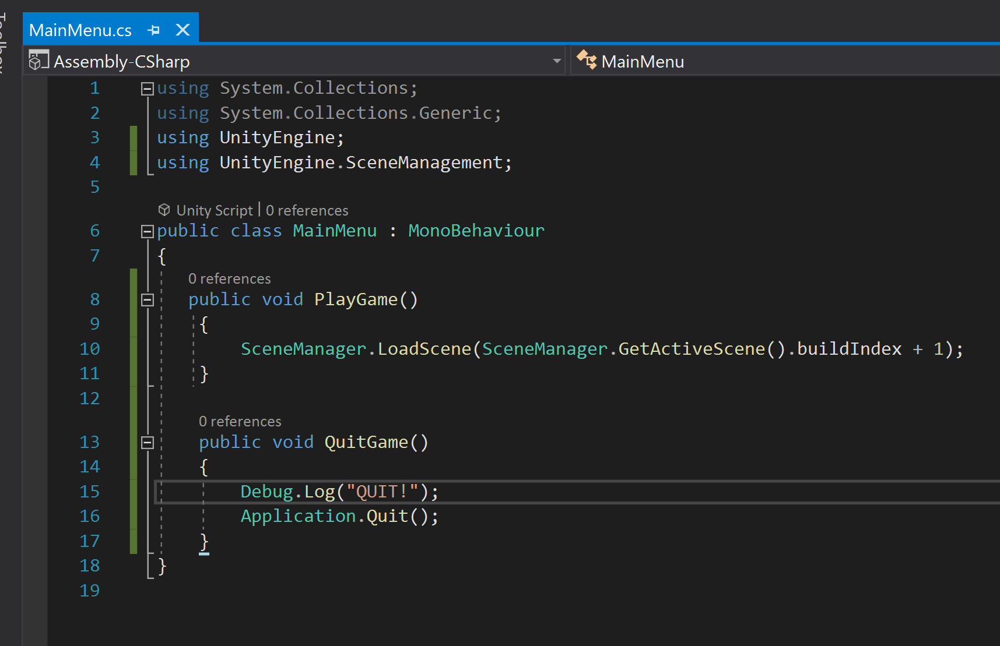 Toolbox
MainMenu.cs
Assembly-CSharp
MainMenu
1 using System.Collections;
2 using System.Collections.Generic;
3 using UnityEngine;
4 using UnityEngine.SceneManagement;
5
Unity Script | 0 references
6 public class MainMenu : MonoBehaviour
7 {
0 references
8 public void PlayGame()
9 {
10 SceneManager.LoadScene(SceneManager.GetActiveScene().buildIndex + 1);
11 }
12
0 references
13 public void QuitGame()
14 {
15 Debug.Log("QUIT!");
16 Application.Quit();
17 }
18 }
19